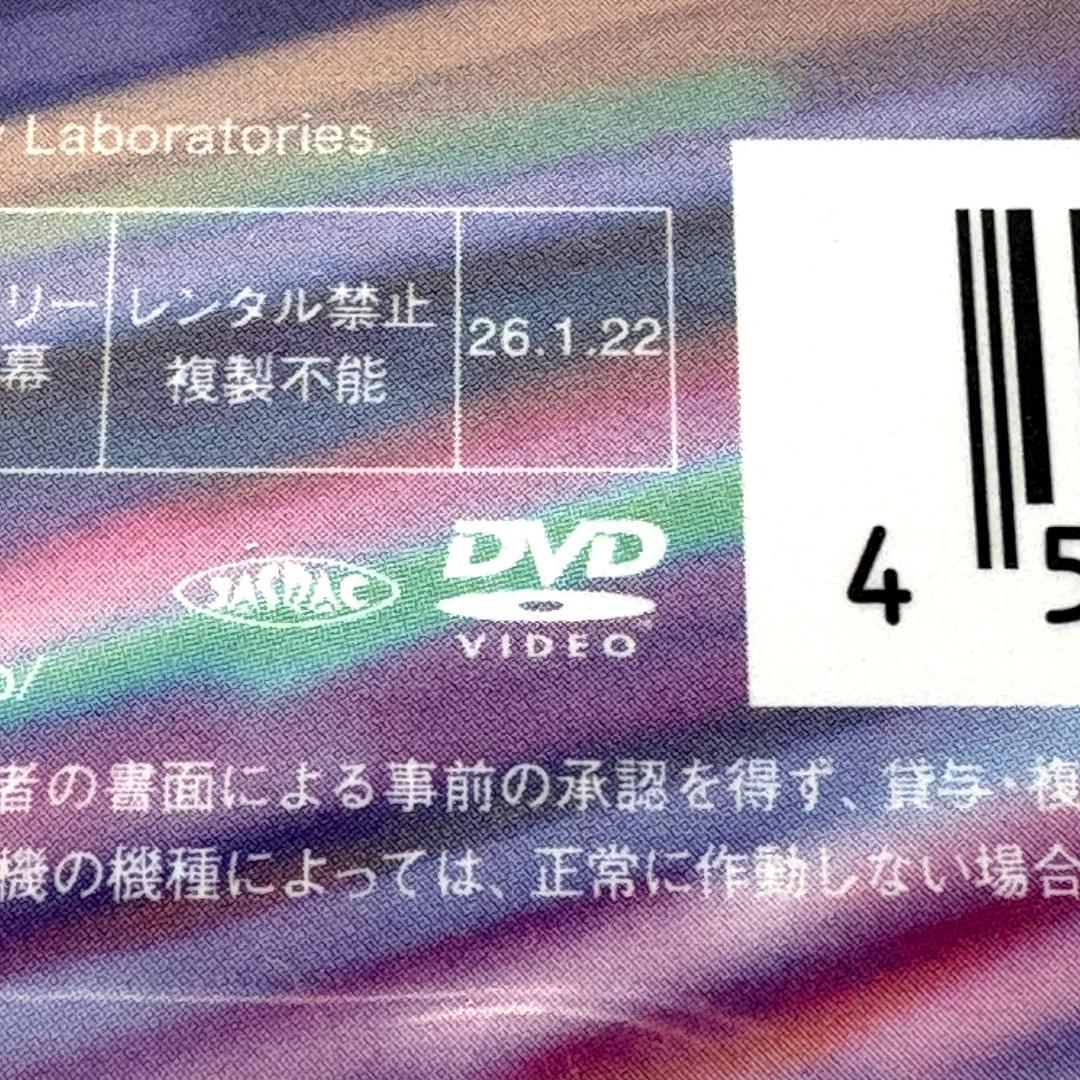 Laboratories.
リー
幕
レンタル禁止
複製不能
26.1.22
JASRAC
DVD
VIDEO
4 5
o/
者の書面による事前の承認を得ず、貸与・複
機の機種によっては、正常に作動しない場合